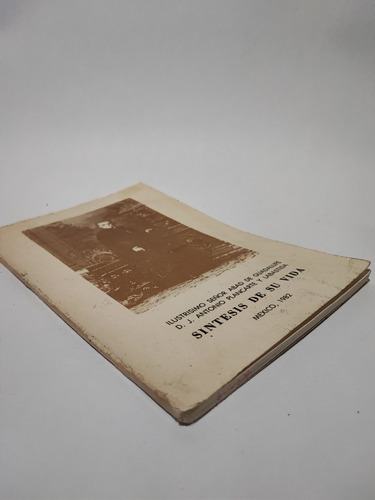 ILUSTRISIMO SEÑOR ABAD DE GUADALUPE
D. J. ANTONIO PLANCARTE Y LABASTIDA
SINTESIS DE SU VIDA
MEXICO, 1982